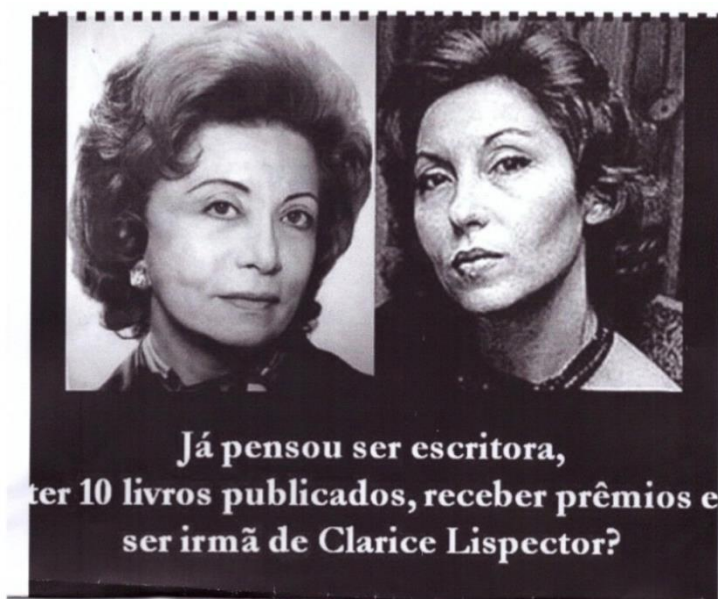 Já pensou ser escritora,
ter 10 livros publicados, receber prêmios e
ser irmã de Clarice Lispector?